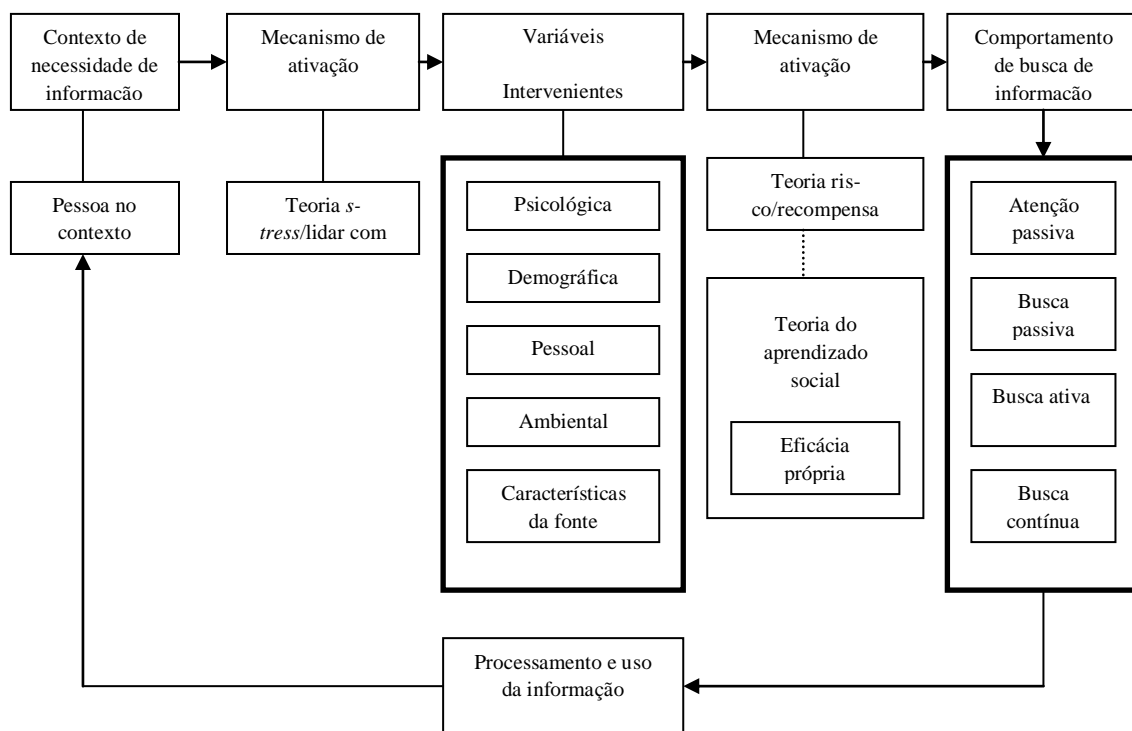 Contexto de
necessidade de
informacão
Mecanismo de
ativação
Variáveis
Intervenientes
Mecanismo de
ativação
Comportamento
de busca de
informacão
Pessoa no
contexto
Teoria s-
tress/lidar com
Psicológica
Demográfica
Pessoal
Ambiental
Características
da fonte
Teoria ris-
co/recompensa
Teoria do
aprendizado
social
Eficácia
própria
Atenção
passiva
Busca
passiva
Busca ativa
Busca
contínua
Processamento e uso
da informação